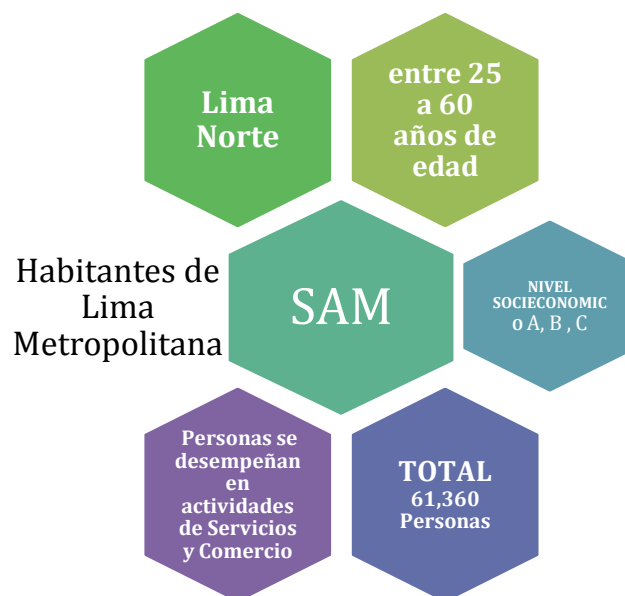 Lima
Norte
entre 25
a 60
años de
edad
Habitantes de
Lima
Metropolitana
SAM
NIVEL
SOCIECONOMIC
o A, B , C
Personas se
desempeñan
en
actividades
de Servicios
y Comercio
TOTAL
61,360
Personas